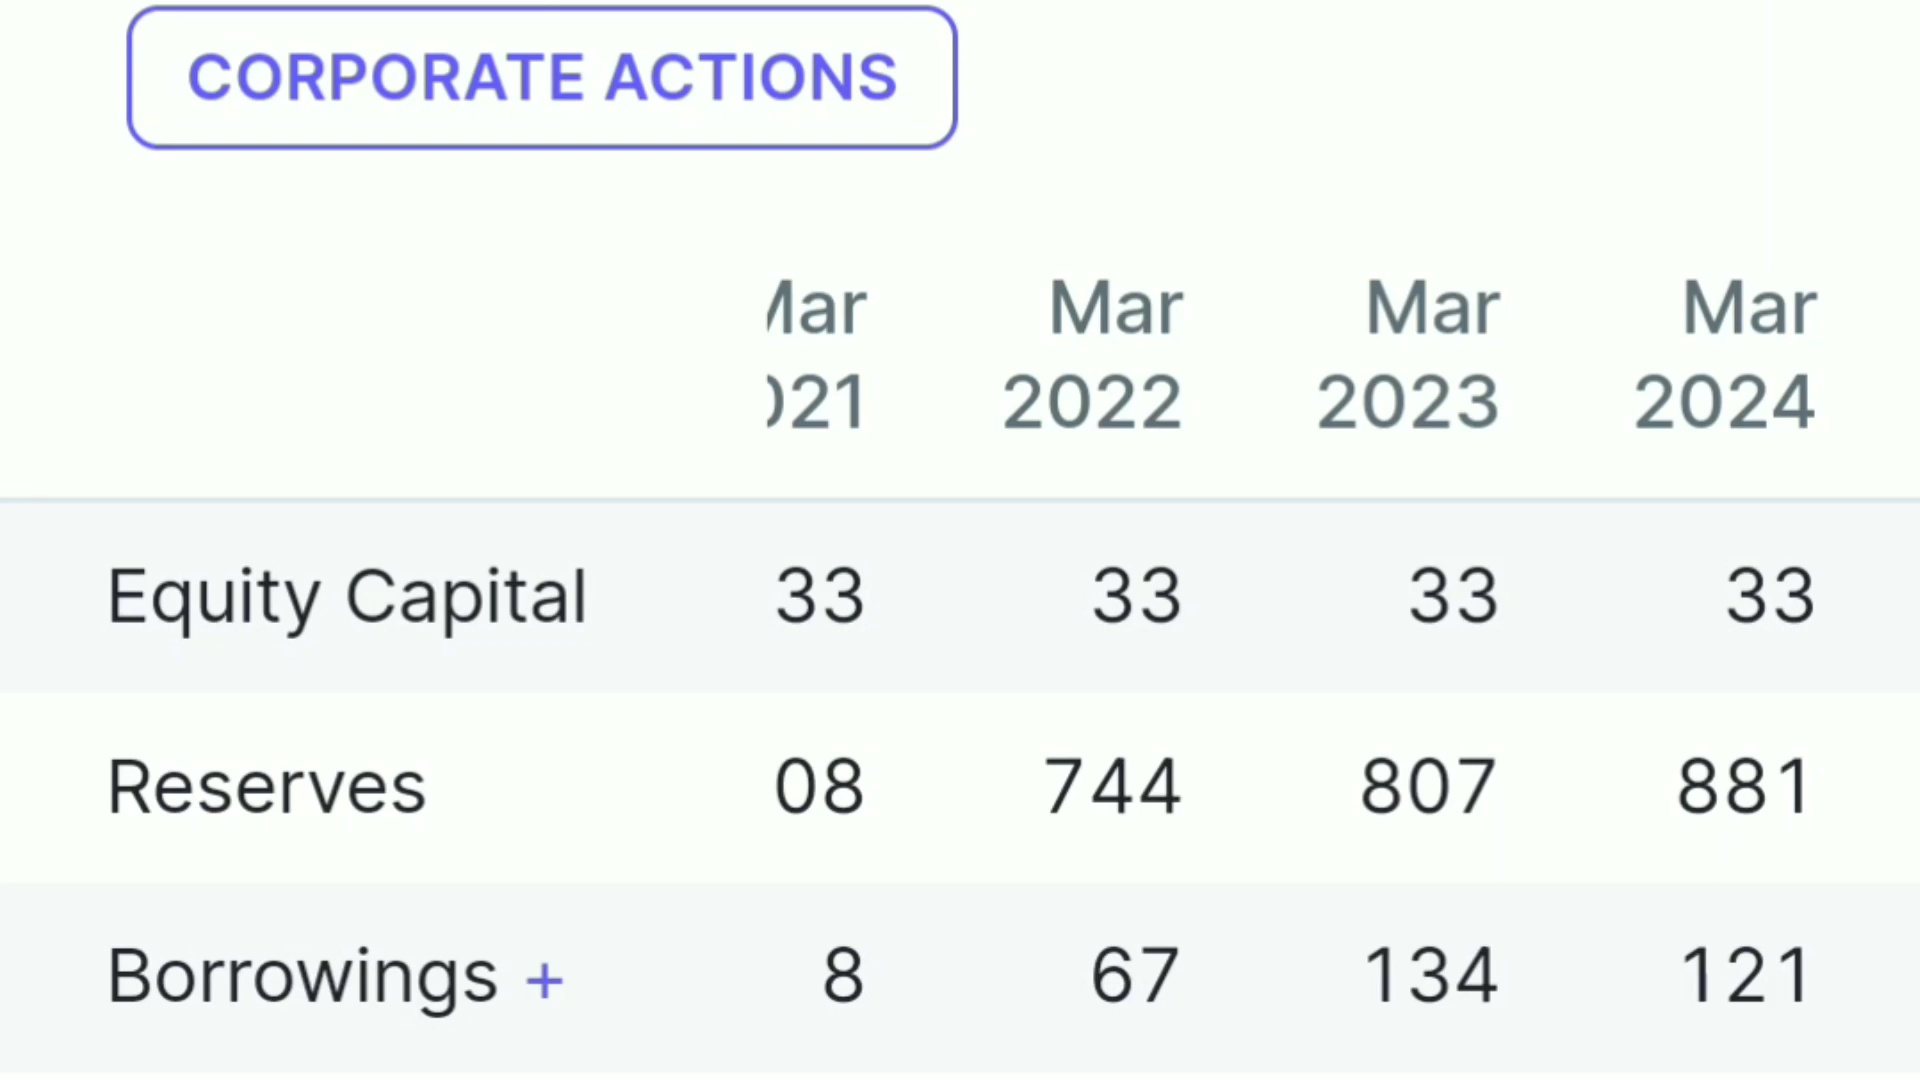 CORPORATE ACTIONS
Mar Mar Mar
2022 2023 2024
Equity Capital 33 33 33 33
Reserves 744 807 881
Borrowings + 8 67 134 121